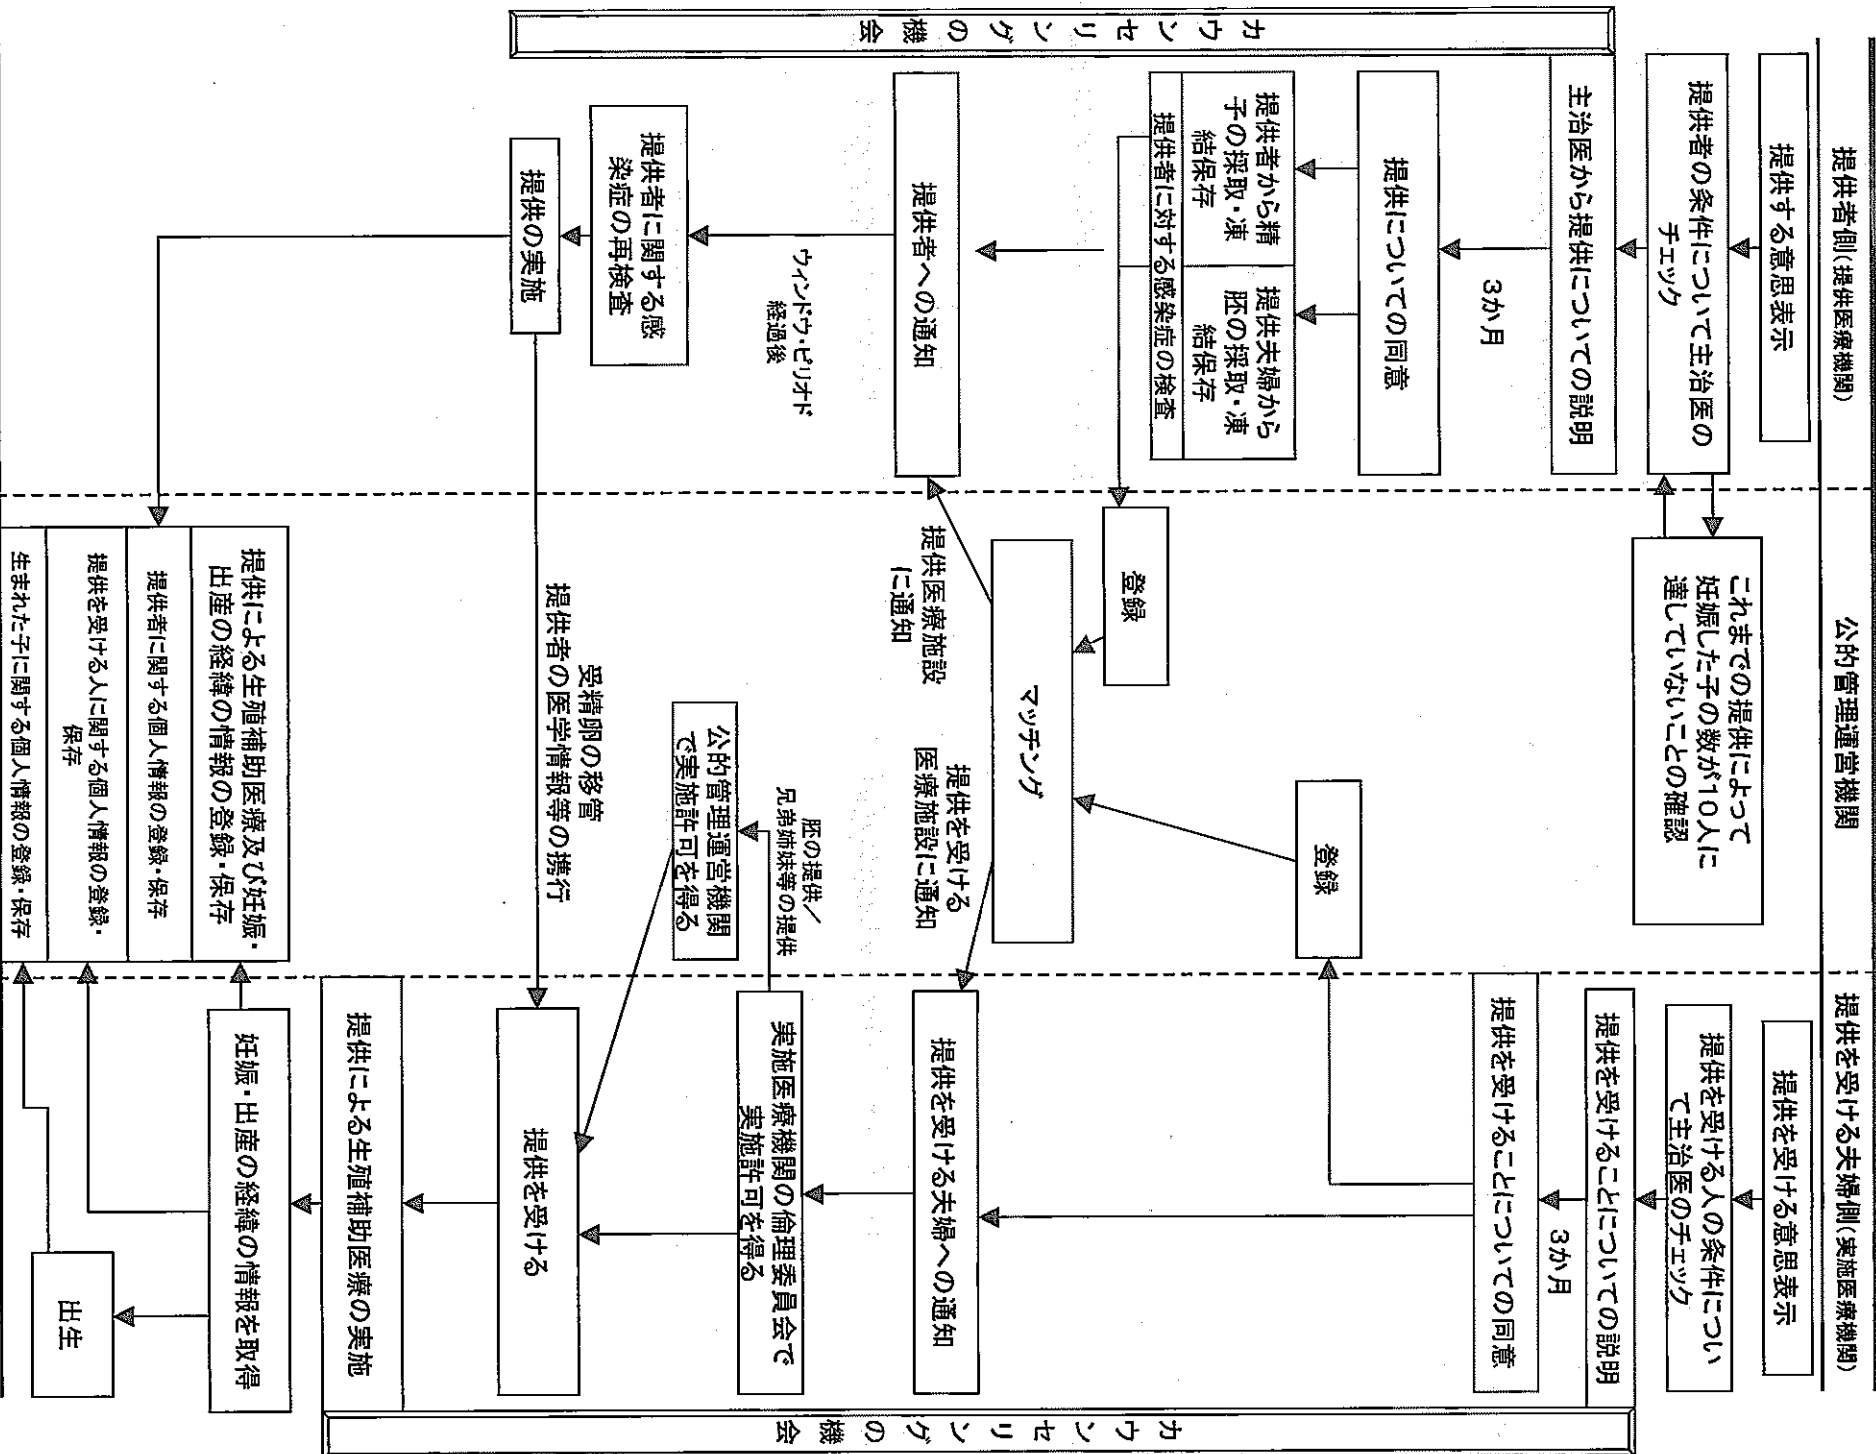 提供者側(提供医療機関)
公的管理運営機関
提供を受ける夫婦側(実施医療機関)
カウンセリングの機会
提供する意思表示
提供者の条件について主治医の
チェック
主治医から提供についての説明
3か月
提供についての同意
提供者から精
子の採取・凍
結保存
提供夫婦から
胚の採取・凍
結保存
提供者に対する感染症の検査
提供者への通知
ウィンドウ・ピリオド
経過後
提供者に関する感
染症の再検査
提供の実施
これまでの提供によって
妊娠した子の数が10人に
達していないことの確認
登録
登録
マッチング
提供医療施設
に通知
提供を受ける
医療施設に通知
胚の提供/
兄弟姉妹等の提供
公的管理運営機関
で実施許可を得る
受精卵の移管
提供者の医学情報等の携行
提供による生殖補助医療及び妊娠・
出産の経緯の情報の登録・保存
提供者に関する個人情報の登録・保存
提供を受ける人に関する個人情報の登録・
保存
生まれた子に関する個人情報の登録・保存
提供を受ける意思表示
提供を受ける人の条件につい
て主治医のチェック
提供を受けることについての説明
3か月
提供を受けることについての同意
提供を受ける夫婦への通知
実施医療機関の倫理委員会で
実施許可を得る
提供を受ける
提供による生殖補助医療の実施
妊娠・出産の経緯の情報を取得
出生
カウンセリングの機会